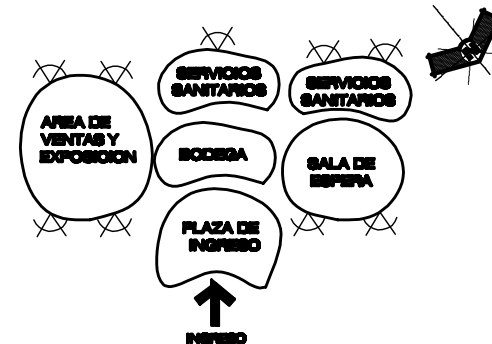 SERVICIOS
SANITARIOS
SERVICIOS
SANITARIOS
AREA DE
VENTAS Y
EXPOSICION
BODEGA
SALA DE
ESPERA
PLAZA DE
INGRESO
INGRESO